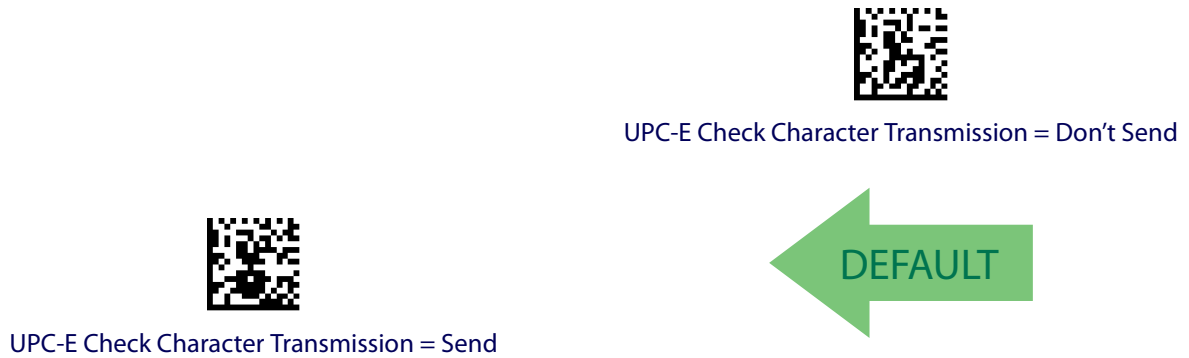 UPC-E Check Character Transmission = Don’t Send
DEFAULT
UPC-E Check Character Transmission = Send